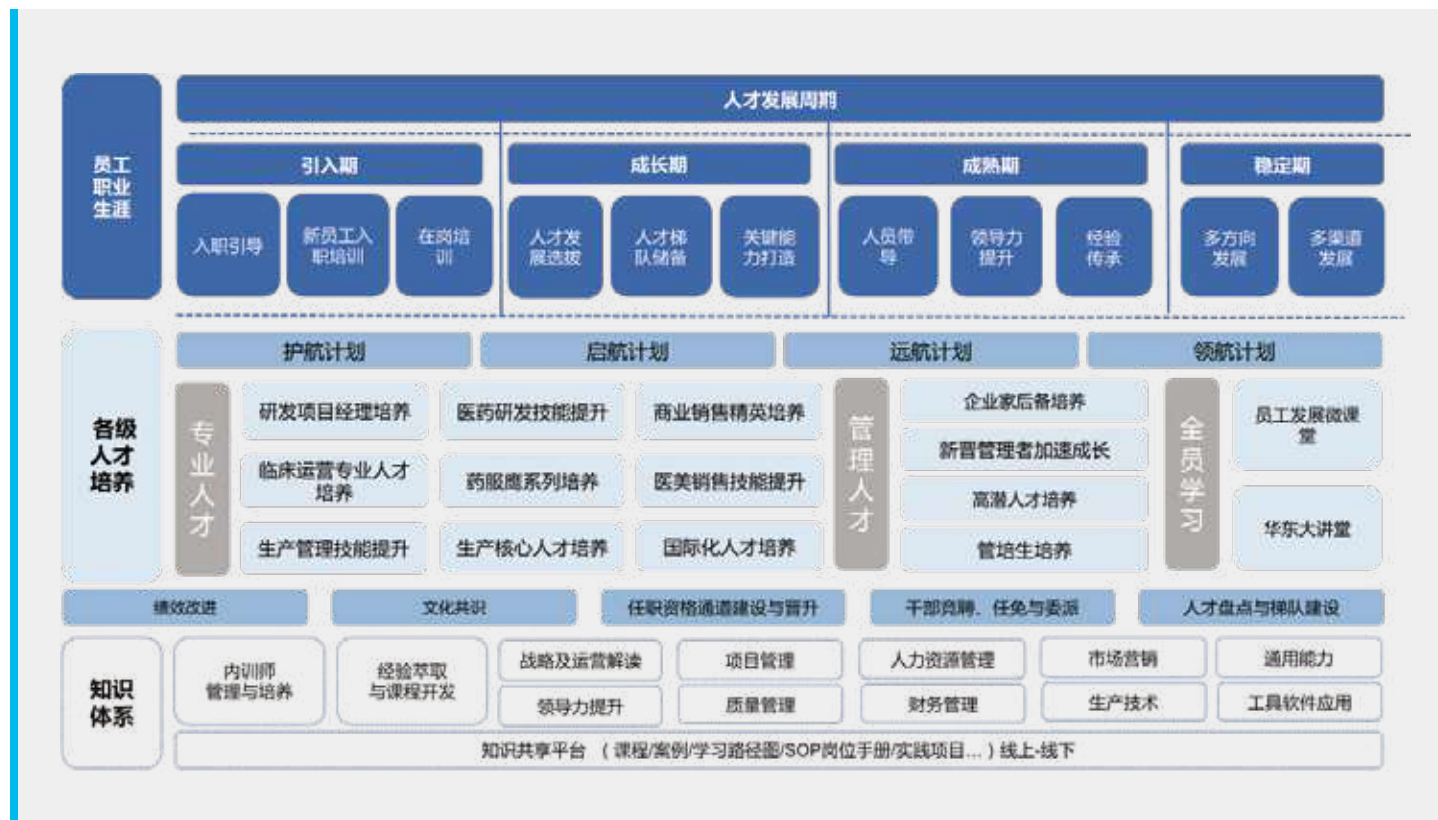 人才发展周期
员工
职业
生涯
引入期
成长期
成熟期
稳定期
入职引导
新员工入
职培训
在岗培
训
人才发
展选拔
人才梯
队储备
关键能
力打造
人员带
导
领导力
提升
经验
传承
多方向
发展
多渠道
发展
护航计划
启航计划
远航计划
领航计划
各级
人才
培养
专业人才
研发项目经理培养
医药研发技能提升
商业销售精英培养
临床运营专业人才
培养
药服鹰系列培养
医美销售技能提升
生产管理技能提升
生产核心人才培养
国际化人才培养
管理人才
企业家后备培养
新晋管理者加速成长
高潜人才培养
管培生培养
全员学习
员工发展微课
堂
华东大讲堂
绩效改进
文化共识
任职资格通道建设与晋升
干部竞聘、任免与委派
人才盘点与梯队建设
知识
体系
内训师
管理与培养
经验萃取
与课程开发
战略及运营解读
项目管理
人力资源管理
市场营销
通用能力
领导力提升
质量管理
财务管理
生产技术
工具软件应用
知识共享平台 （ 课程/案例/学习路径图/SOP岗位手册/实践项目... ）线上-线下